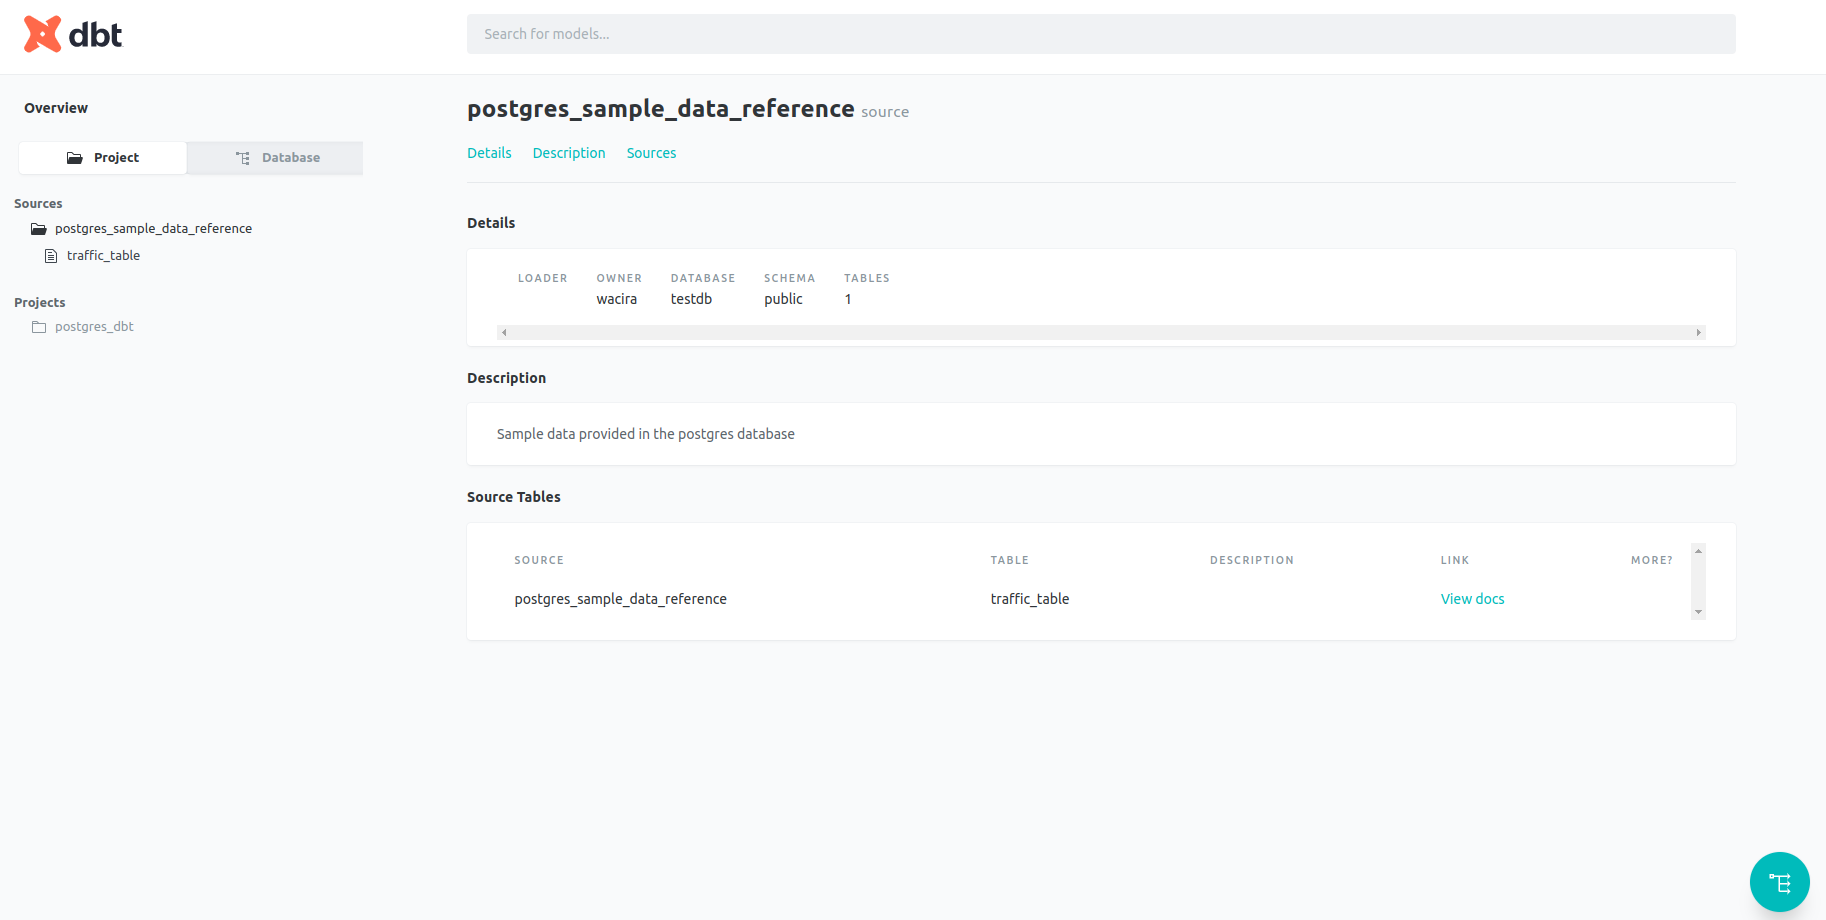 dbt
Search for models...
Overview
Project
Database
Sources
postgres_sample_data_reference
traffic_table
Projects
postgres_dbt
postgres_sample_data_reference source
Details Description Sources
Details
LOADER OWNER DATABASE SCHEMA TABLES
wacira testdb public 1
Description
Sample data provided in the postgres database
Source Tables
SOURCE TABLE DESCRIPTION LINK MORE?
postgres_sample_data_reference traffic_table View docs